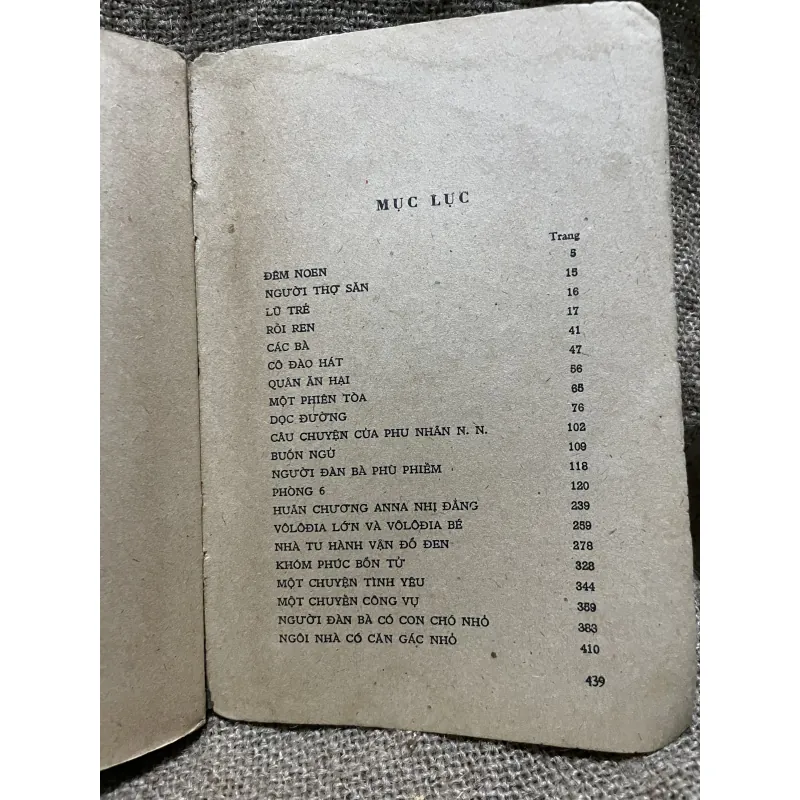 MỤC LỤC
Trang
5
ĐÊM NOEN 15
NGƯỜI THỢ SĂN 16
LŨ TRẺ 17
RỐI REN 41
CÁC BÀ 47
CÔ ĐÀO HÁT 56
QUÂN ĂN HẠI 65
MỘT PHIÊN TÒA 76
DỌC ĐƯỜNG 102
CÂU CHUYỆN CỦA PHU NHÂN N. N. 109
BUỒN NGỦ 118
NGƯỜI ĐÀN BÀ PHÙ PHIẾM 120
PHÒNG 6 239
HUÂN CHƯƠNG ANNA NHỊ ĐẲNG 259
VÔLÔĐIA LỚN VÀ VÔLÔĐIA BÉ 278
NHÀ TU HÀNH VẬN ĐỒ ĐEN 328
KHÓM PHÚC BỒN TỬ 344
MỘT CHUYỆN TÌNH YÊU 359
MỘT CHUYẾN CÔNG VỤ 383
NGƯỜI ĐÀN BÀ CÓ CON CHÓ NHỎ 410
NGÔI NHÀ CÓ CĂN GÁC NHỎ 439